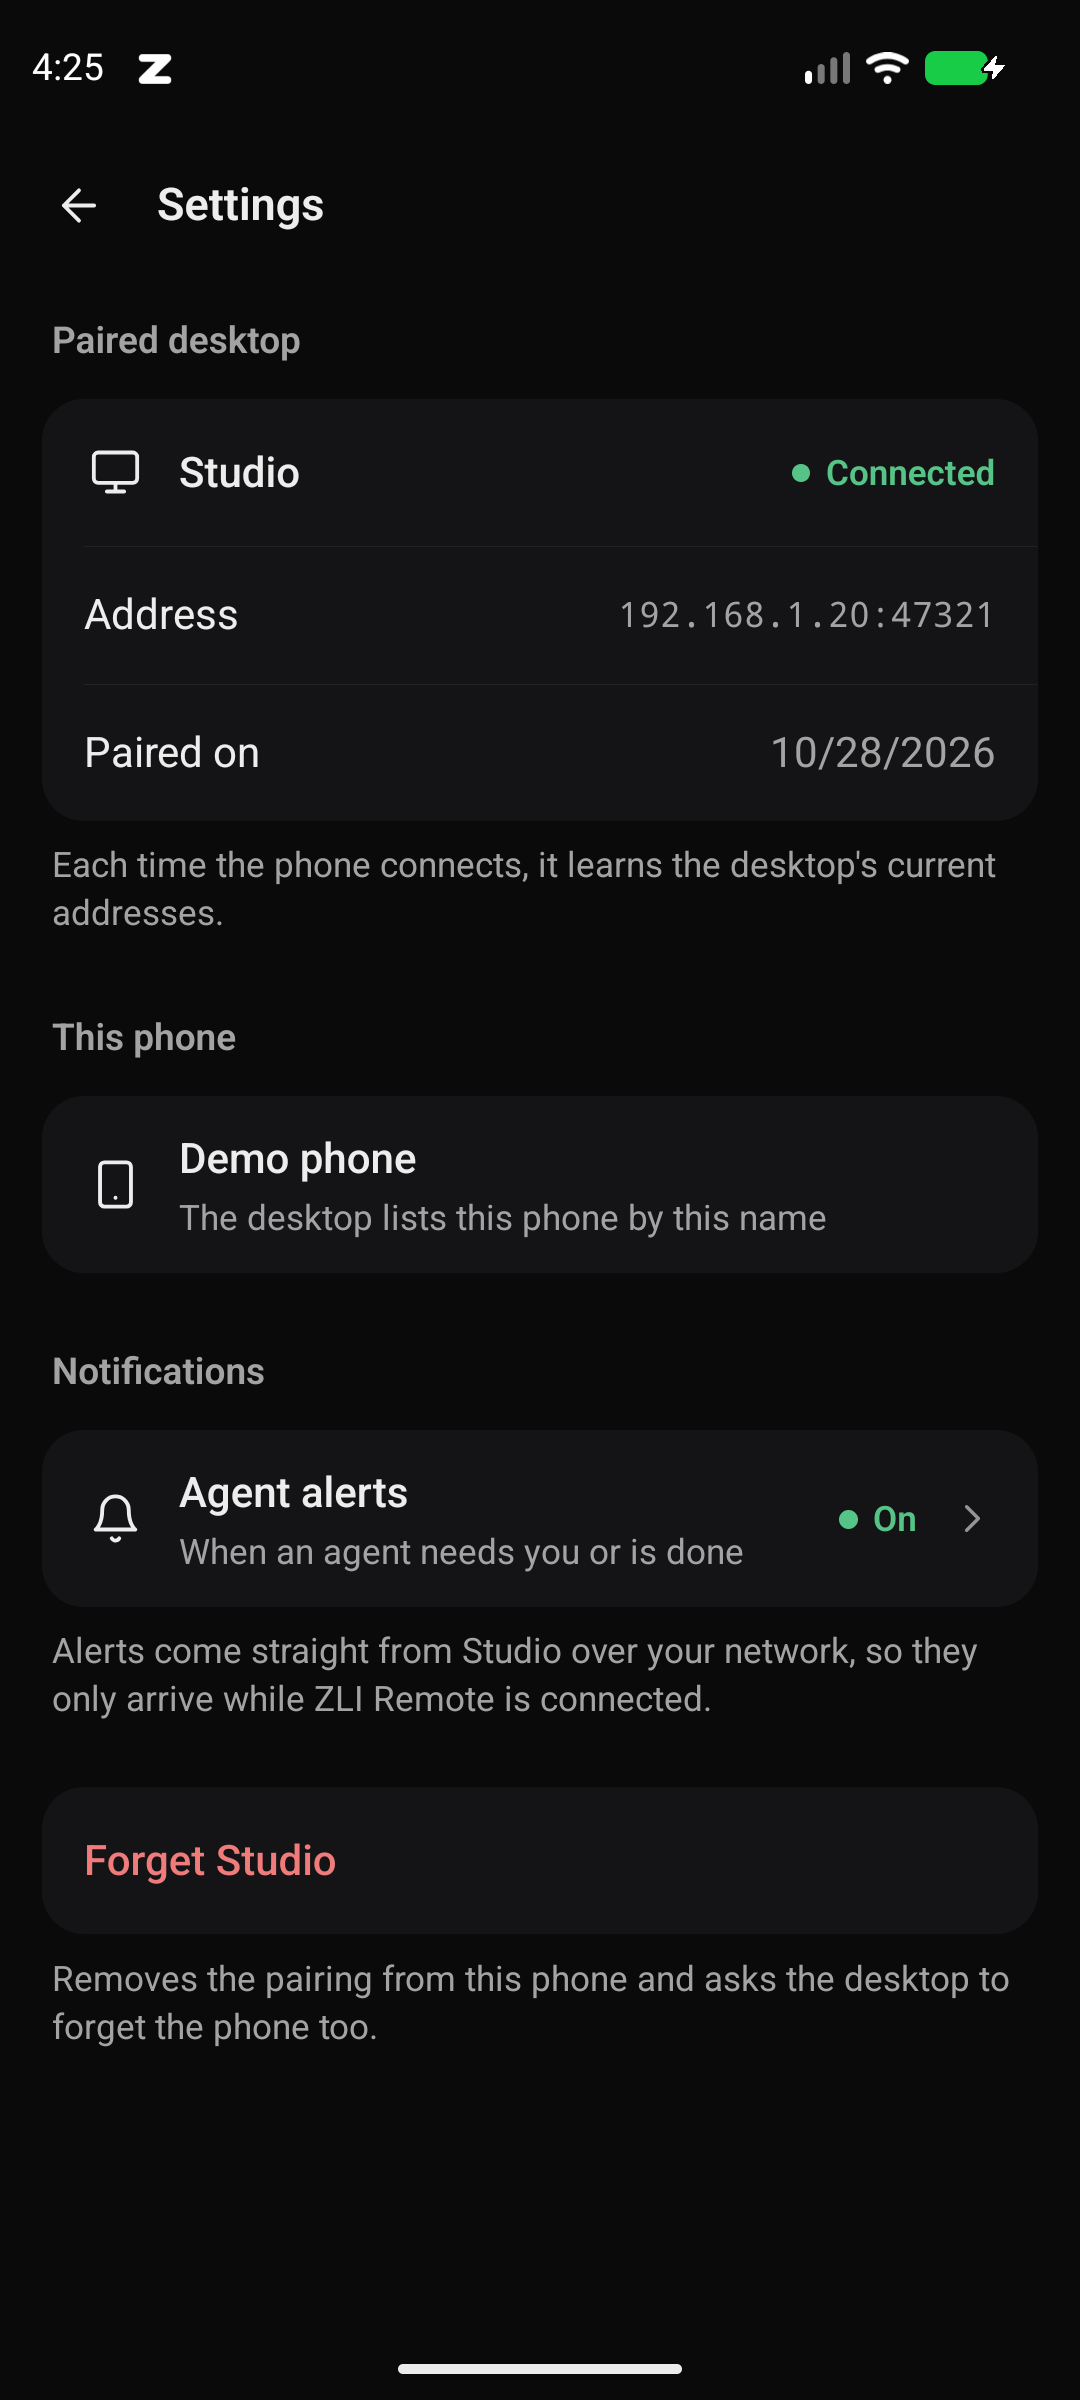 4:25
Settings
Paired desktop
Studio
Connected
Address
192.168.1.20:47321
Paired on
10/28/2026
Each time the phone connects, it learns the desktop's current
addresses.
This phone
Demo phone
The desktop lists this phone by this name
Notifications
Agent alerts
When an agent needs you or is done
On
Alerts come straight from Studio over your network, so they
only arrive while ZLI Remote is connected.
Forget Studio
Removes the pairing from this phone and asks the desktop to
forget the phone too.